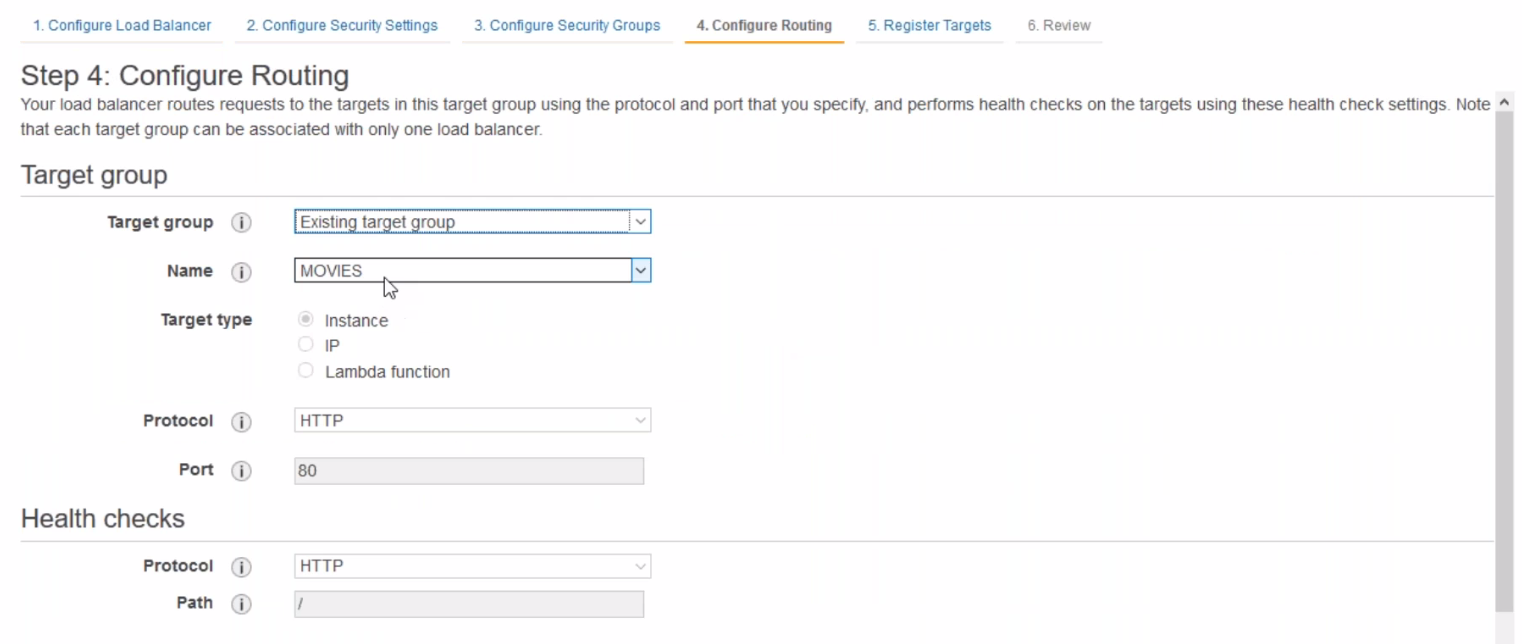 1. Configure Load Balancer 2. Configure Security Settings 3. Configure Security Groups 4. Configure Routing 5. Register Targets 6. Review
Step 4: Configure Routing
Your load balancer routes requests to the targets in this target group using the protocol and port that you specify, and performs health checks on the targets using these health check settings. Note
that each target group can be associated with only one load balancer.
Target group
Target group i Existing target group
Name i MOVIES
Target type Instance
IP
Lambda function
Protocol i HTTP
Port i 80
Health checks
Protocol i HTTP
Path i /